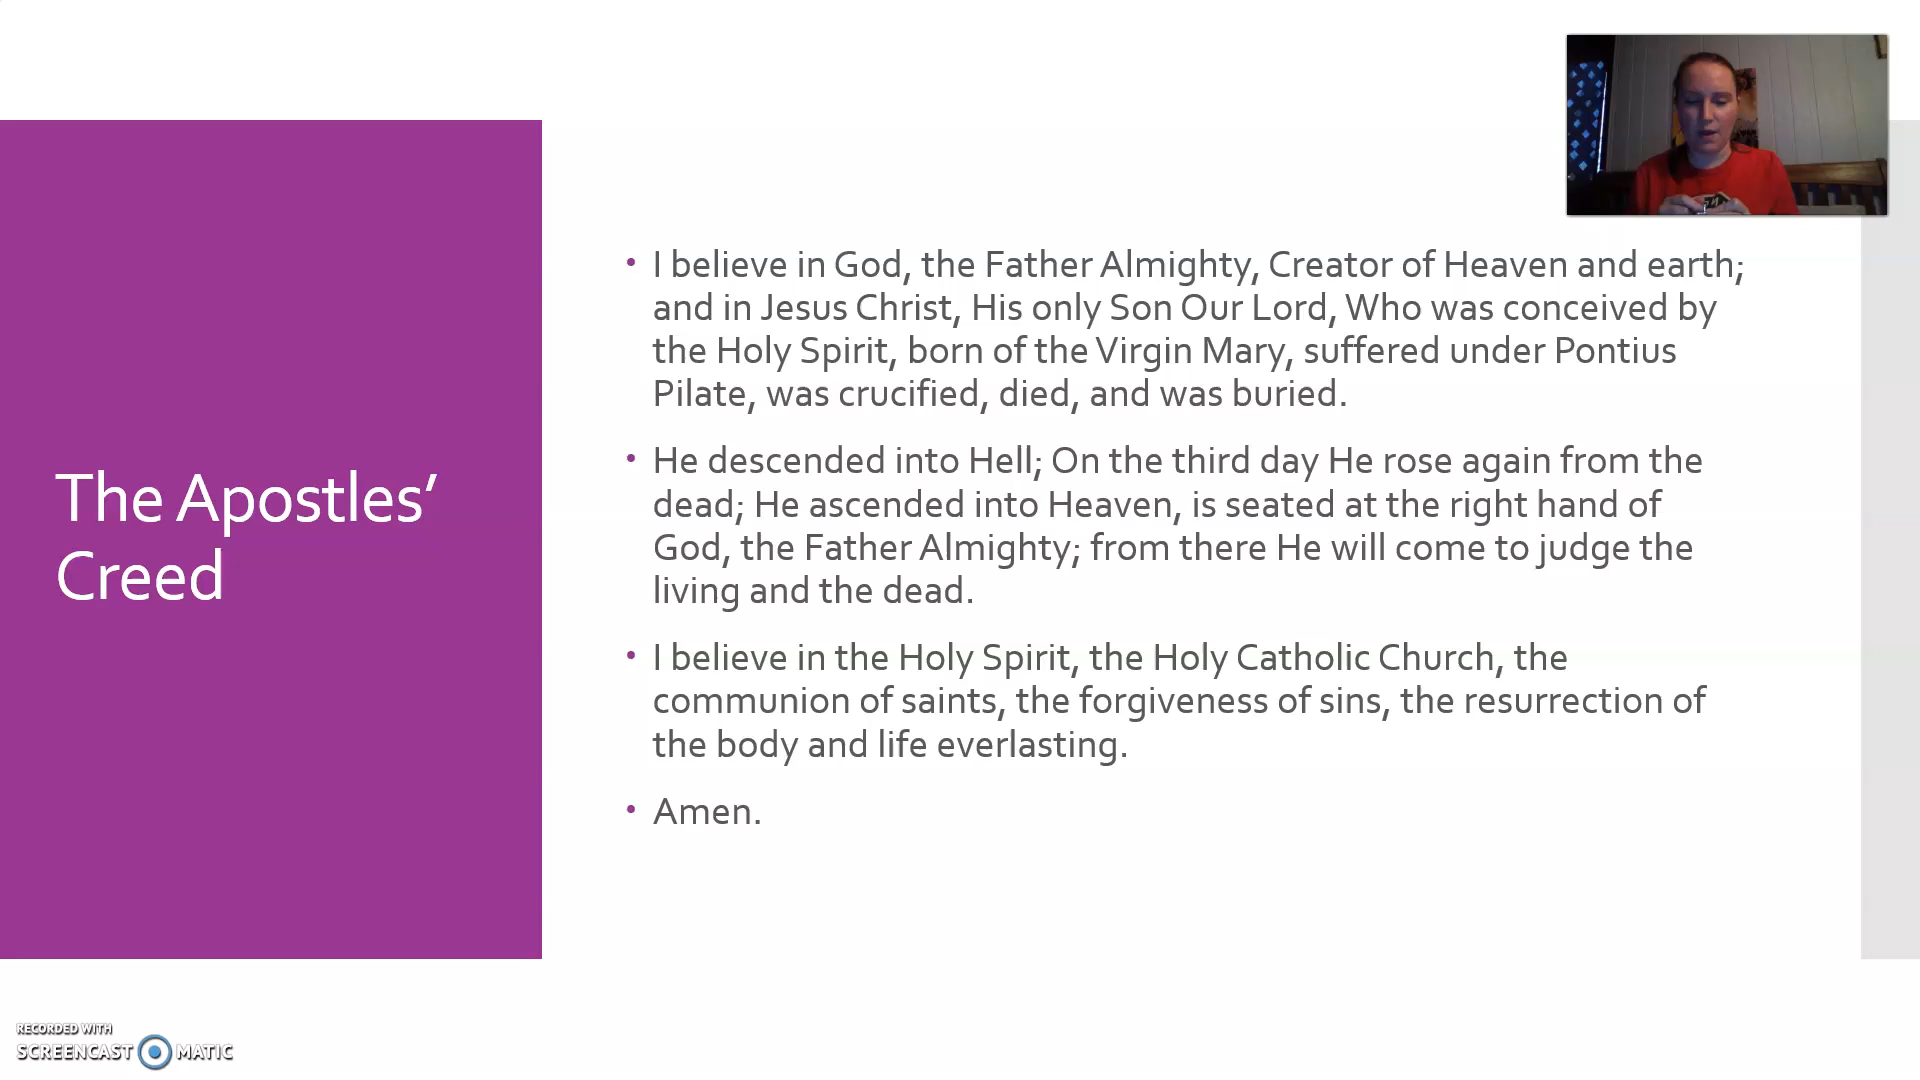 The Apostles’
Creed
• I believe in God, the Father Almighty, Creator of Heaven and earth;
and in Jesus Christ, His only Son Our Lord, Who was conceived by
the Holy Spirit, born of the Virgin Mary, suffered under Pontius
Pilate, was crucified, died, and was buried.
• He descended into Hell; On the third day He rose again from the
dead; He ascended into Heaven, is seated at the right hand of
God, the Father Almighty; from there He will come to judge the
living and the dead.
• I believe in the Holy Spirit, the Holy Catholic Church, the
communion of saints, the forgiveness of sins, the resurrection of
the body and life everlasting.
• Amen.
RECORDED WITH
SCREENCAST MATIC